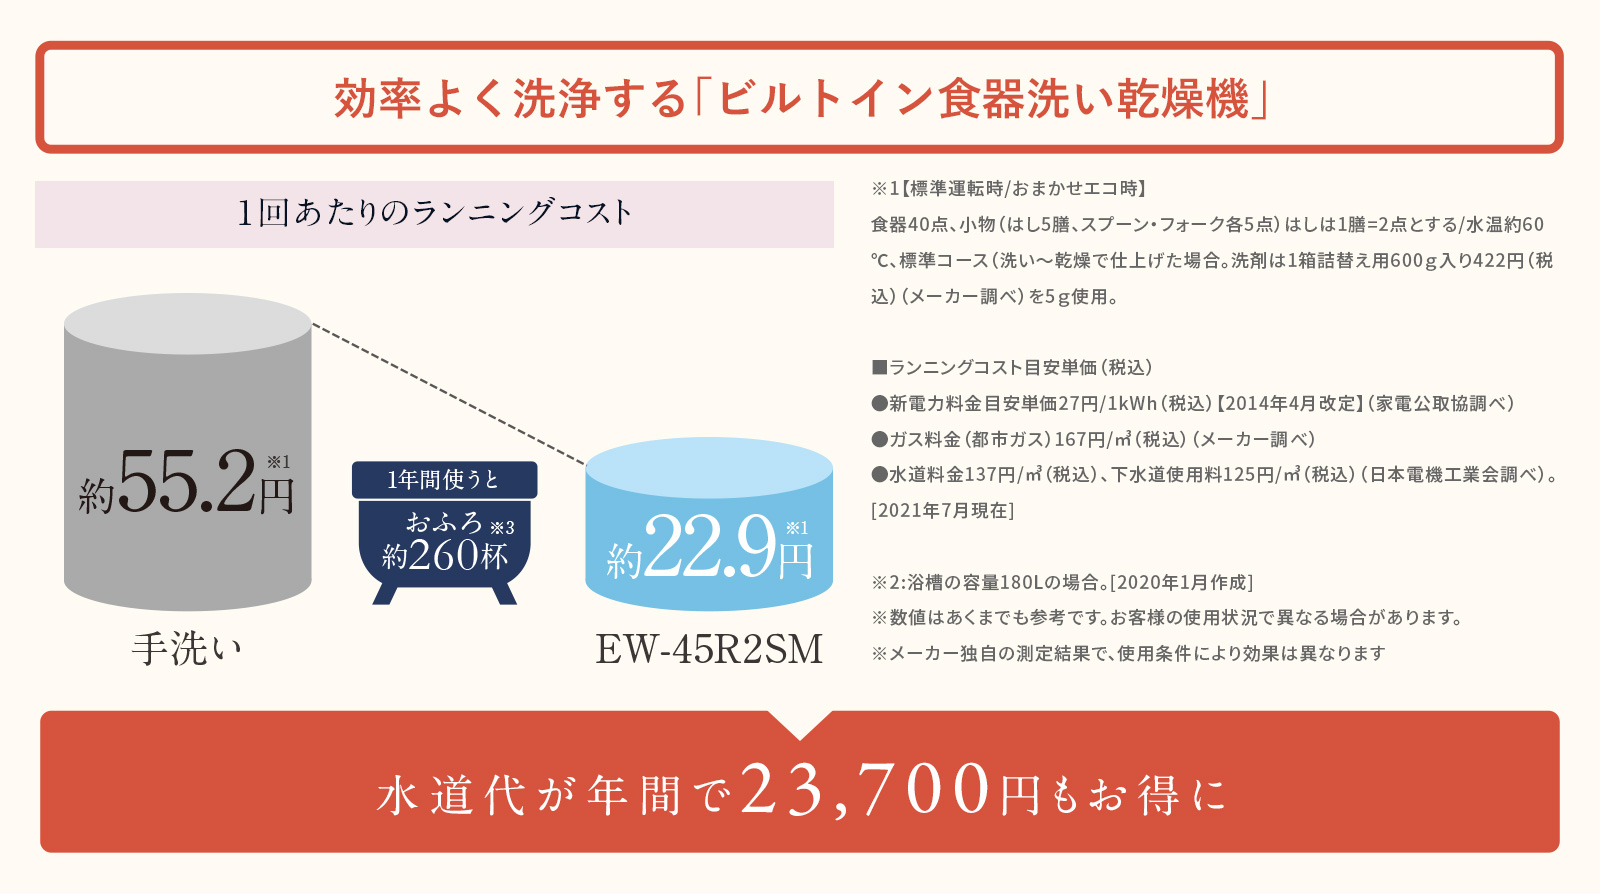 効率よく洗浄する「ビルトイン食器洗い乾燥機」
1回あたりのランニングコスト
約55.2円※1
手洗い
1年間使うと
おふろ※3
約260杯
約22.9円※1
EW-45R2SM
※1【標準運転時/おまかせエコ時】
食器40点、小物（はし5膳、スプーン・フォーク各5点）はしは1膳=2点とする/水温約60
℃、標準コース（洗い～乾燥で仕上げた場合。洗剤は1箱詰替え用600ｇ入り422円（税
込）（メーカー調べ）を5ｇ使用。
■ランニングコスト目安単価（税込）
●新電力料金目安単価27円/1kWh（税込）【2014年4月改定】（家電公取協調べ）
●ガス料金（都市ガス）167円/㎥（税込）（メーカー調べ）
●水道料金137円/㎥（税込）、下水道使用料125円/㎥（税込）（日本電機工業会調べ）。
[2021年7月現在]
※2:浴槽の容量180Lの場合。[2020年1月作成]
※数値はあくまでも参考です。お客様の使用状況で異なる場合があります。
※メーカー独自の測定結果で、使用条件により効果は異なります
水道代が年間で23,700円もお得に